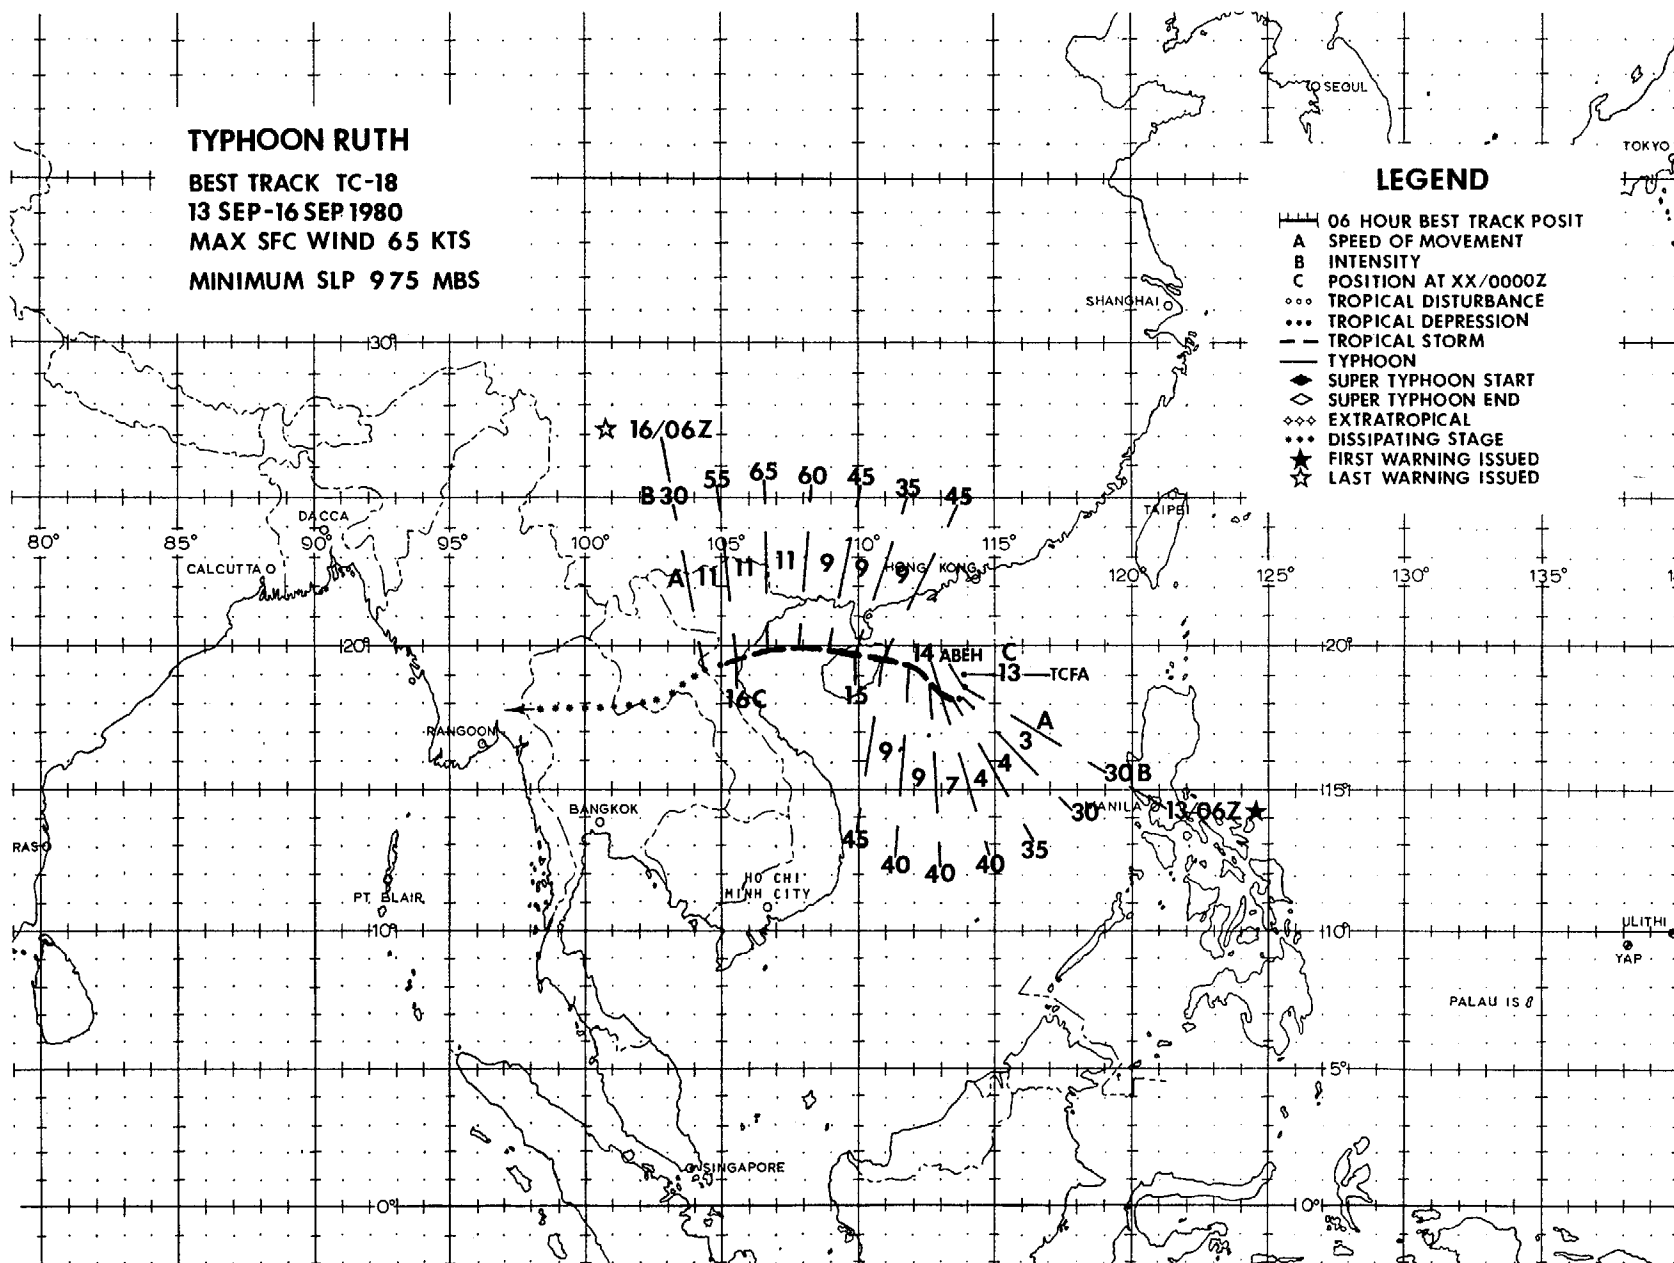 SEOUL
TYPHOON RUTH
BEST TRACK TC-18
13 SEP-16 SEP 1980
MAX SFC WIND 65 KTS
MINIMUM SLP 975 MBS
TOKYO
LEGEND
06 HOUR BEST TRACK POSIT
A SPEED OF MOVEMENT
B INTENSITY
C POSITION AT XX/0000Z
TROPICAL DISTURBANCE
TROPICAL DEPRESSION
TROPICAL STORM
TYPHOON
SUPER TYPHOON START
SUPER TYPHOON END
EXTRATROPICAL
DISSIPATING STAGE
FIRST WARNING ISSUED
LAST WARNING ISSUED
SHANGHAI
30°
16/06Z
B 30 55 65 60 45 35 45
TAIPEI
DACCA
80° 90° 95° 100° 105° 110° 115°
CALCUTTA
A 11 11 11 9 9 9
HONG KONG
120° 125° 135°
20° 20°
14 ABEH C
13 TCFA
16C 15
RANGOON
A
3
9 9 7 4 4
30 B
BANGKOK
30
MANILA 13/06Z
15°
45 40 40 40 35
RAS
HO CHI
MINH CITY
PT BLAIR
10° 10°
ULITHI
YAP
PALAU IS
5°
SINGAPORE
0° 0°